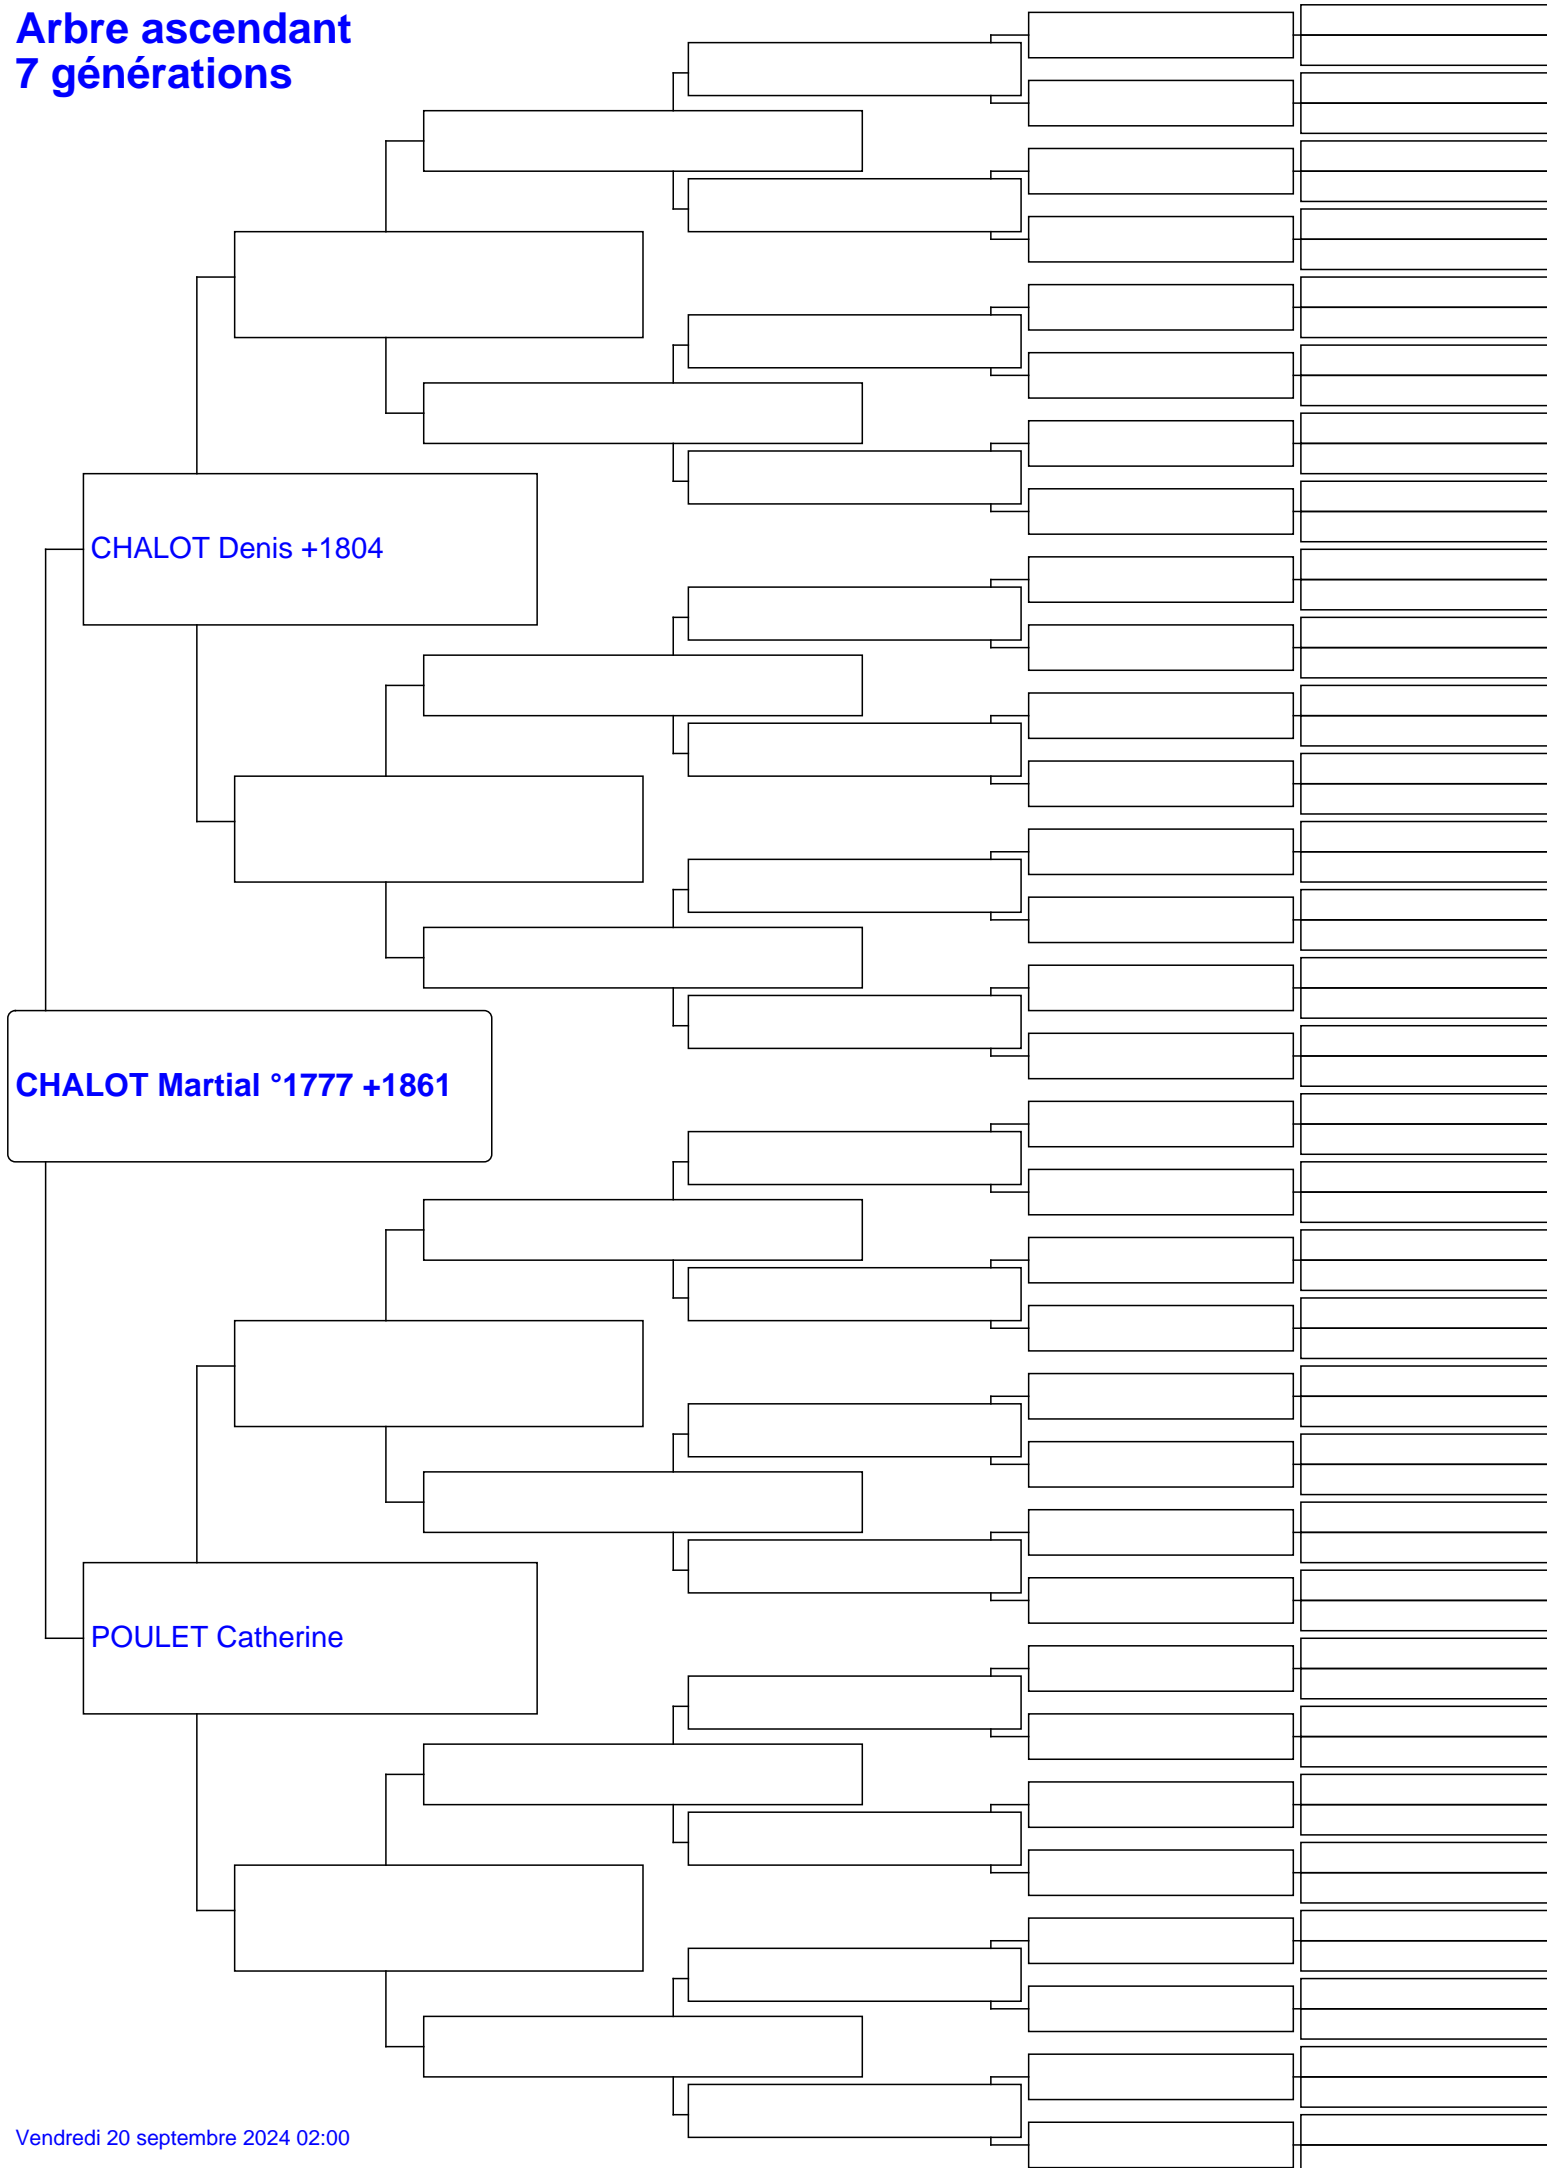 Arbre ascendant
7 générations
CHALOT Denis +1804
CHALOT Martial °1777 +1861
POULET Catherine
Vendredi 20 septembre 2024 02:00